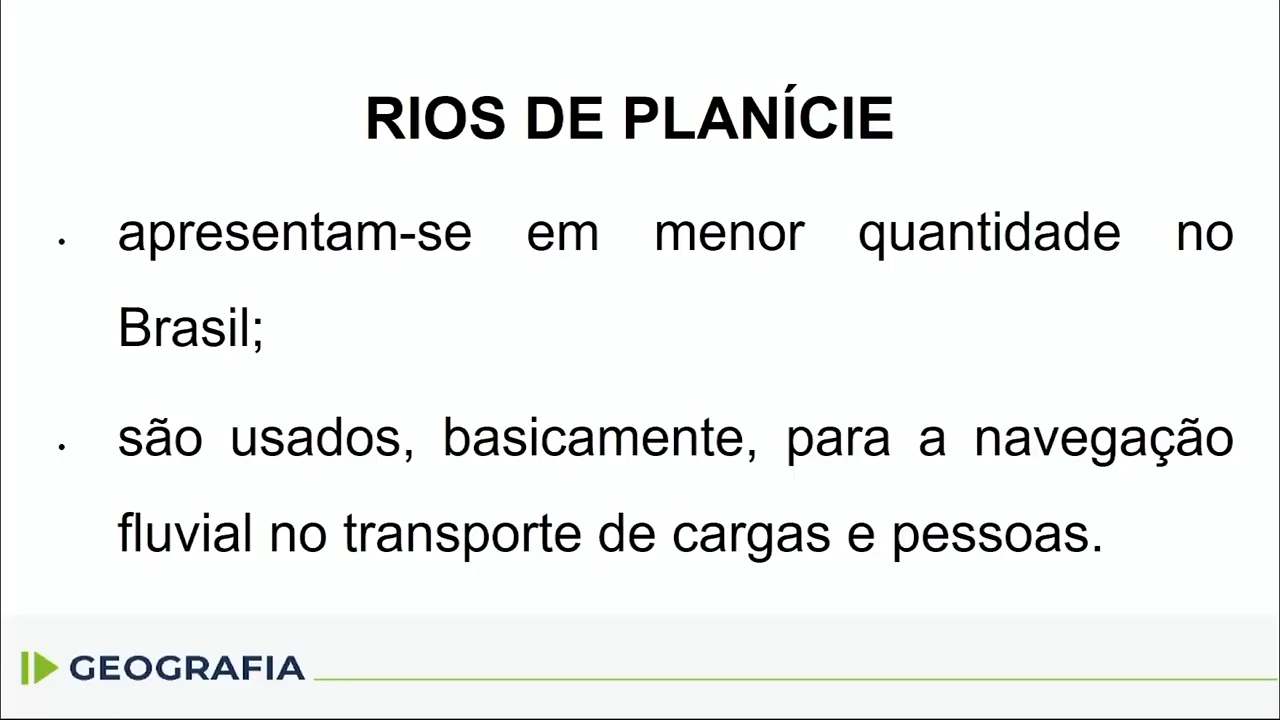 RIOS DE PLANÍCIE
• apresentam-se em menor quantidade no
Brasil;
• são usados, basicamente, para a navegação
fluvial no transporte de cargas e pessoas.
GEOGRAFIA